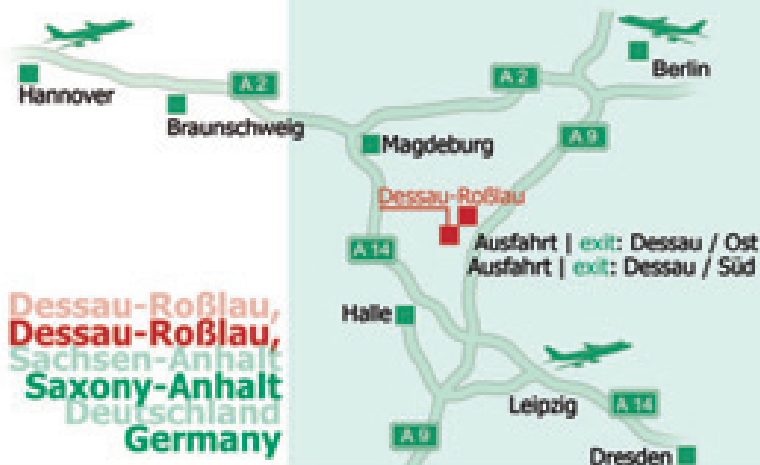 Berlin
A 2
A 2
Hannover
Braunschweig
A 9
Magdeburg
Dessau-Roßlau
Ausfahrt | exit: Dessau / Ost
Ausfahrt | exit: Dessau / Süd
A 14
Dessau-Roßlau,
Dessau-Roßlau,
Sachsen-Anhalt
Saxony-Anhalt
Deutschland
Germany
Halle
Leipzig
A 14
A 9
Dresden